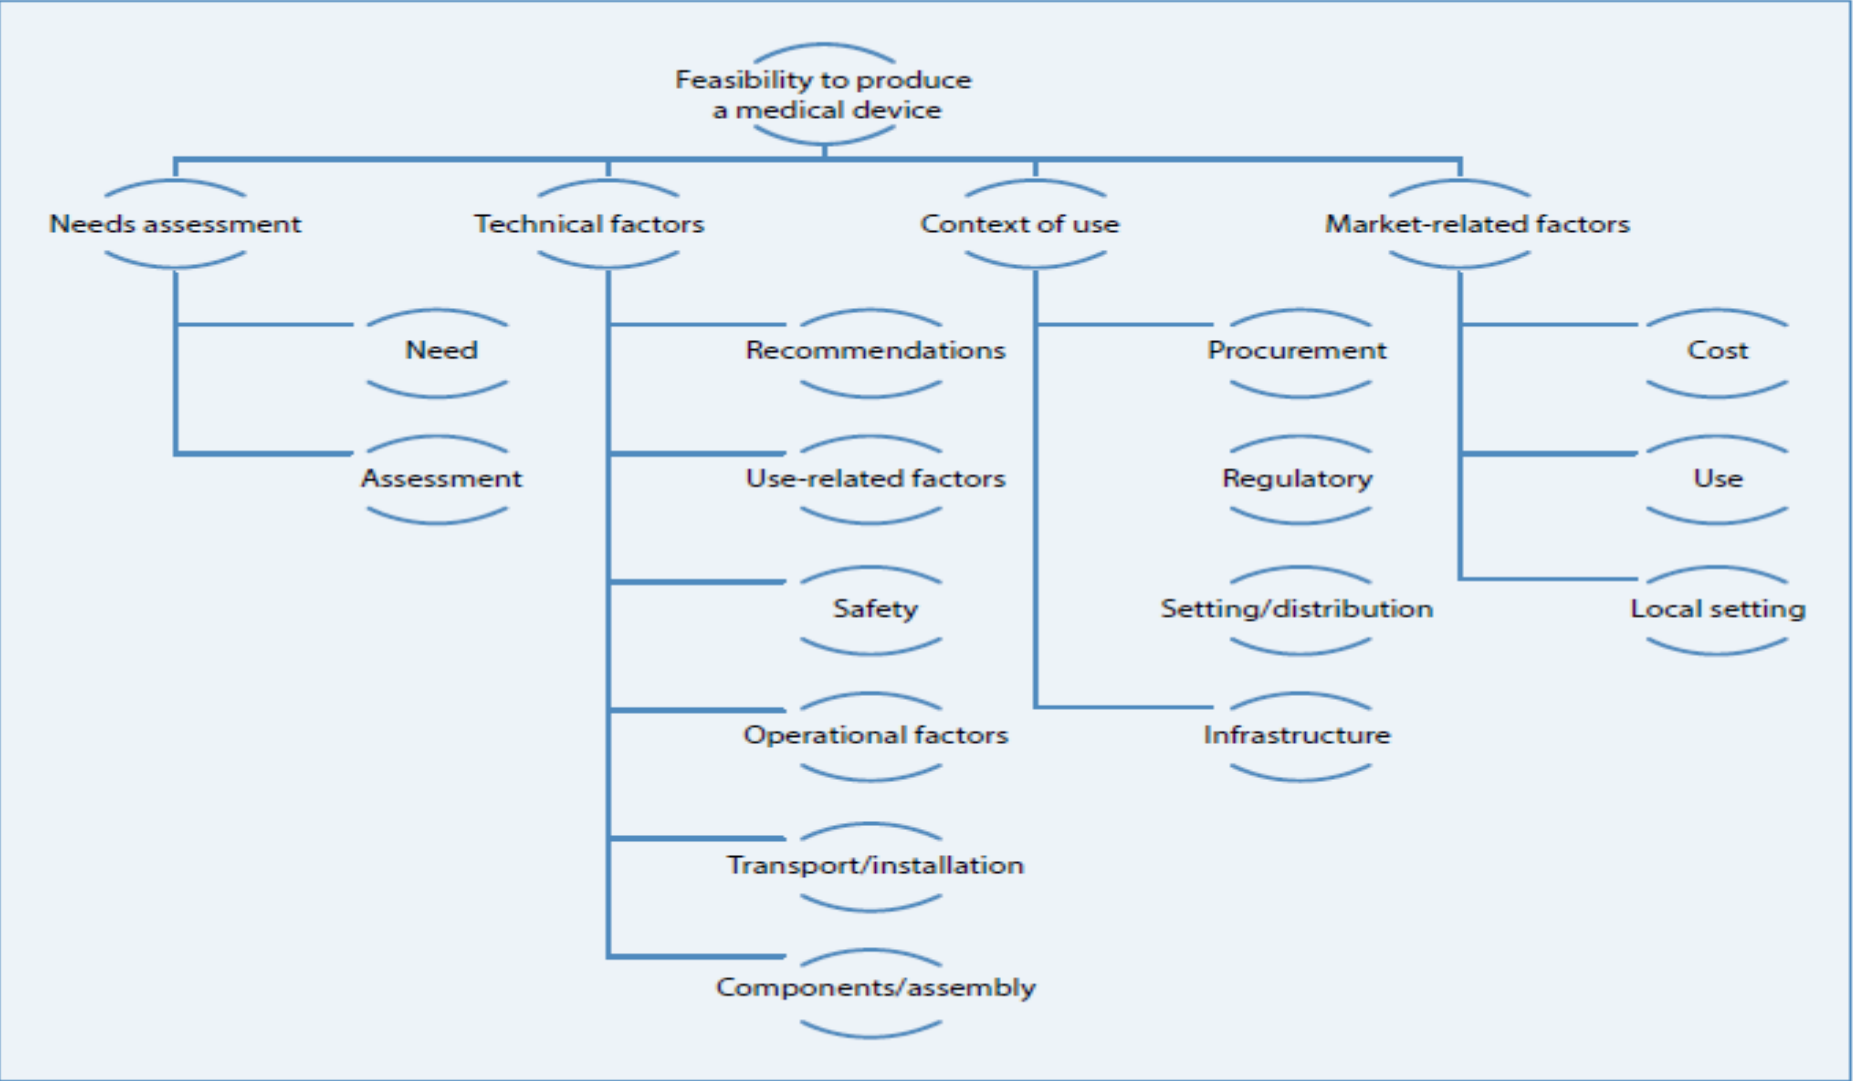 Feasibility to produce
a medical device
Needs assessment
Technical factors
Context of use
Market-related factors
Need
Recommendations
Procurement
Cost
Assessment
Use-related factors
Regulatory
Use
Safety
Setting/distribution
Local setting
Operational factors
Infrastructure
Transport/installation
Components/assembly